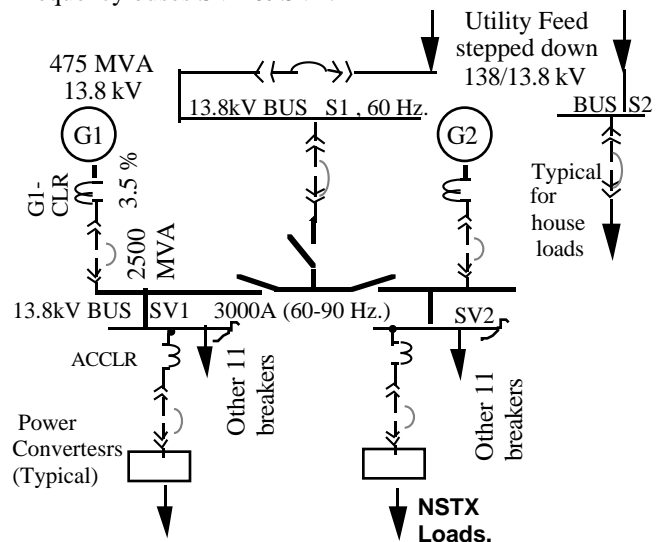 Utility Feed
stepped down
138/13.8 kV
475 MVA
13.8 kV
13.8kV BUS S1 , 60 Hz.
BUS S2
G1
G2
G1-
CLR
3.5 %
Typical
for
house
loads
2500
MVA
13.8kV BUS SV1
3000A (60-90 Hz.)
SV2
ACCLR
Other 11
breakers
Other 11
breakers
Power
Convertesrs
(Typical)
NSTX
Loads.